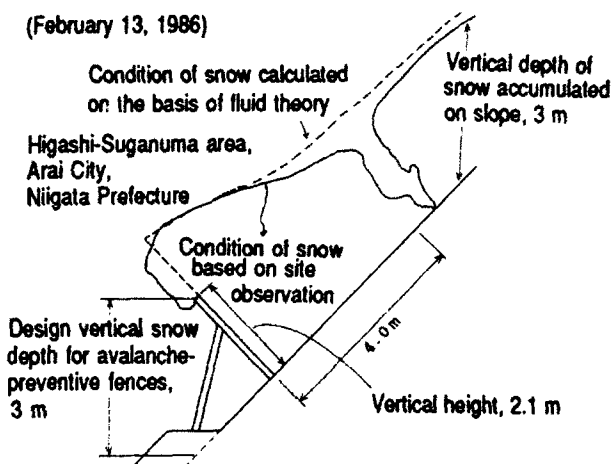 (February 13, 1986)
Condition of snow calculated
on the basis of fluid theory
Vertical depth of
snow accumulated
on slope, 3 m
Higashi-Suganuma area,
Arai City,
Niigata Prefecture
Condition of snow
based on site
observation
4.0m
Design vertical snow
depth for avalanche-
preventive fences,
3 m
Vertical height, 2.1 m